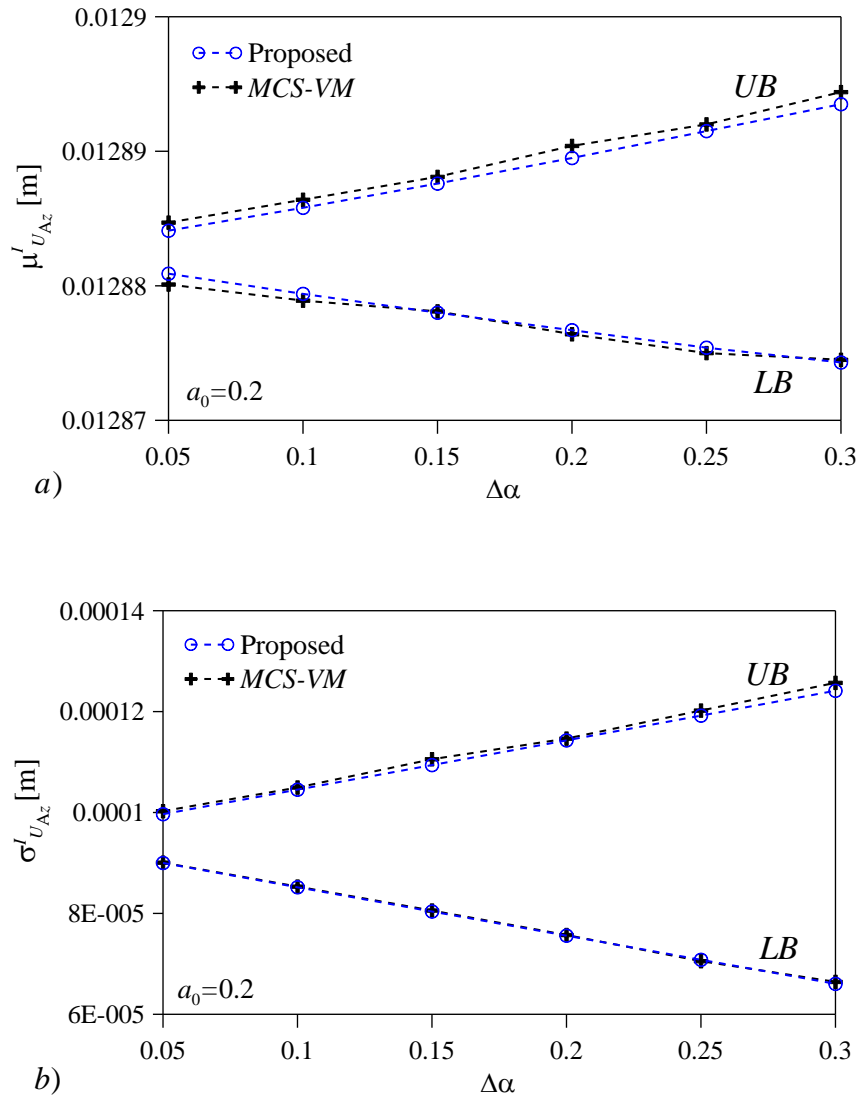 0.0129
Proposed
MCS-VM
UB
0.01289
μᴵ U_Az [m]
0.01288
LB
a₀=0.2
0.01287
0.05 0.1 0.15 0.2 0.25 0.3
a)
Δα
0.00014
Proposed
MCS-VM
UB
0.00012
σᴵ U_Az [m]
0.0001
8E-005
LB
a₀=0.2
6E-005
0.05 0.1 0.15 0.2 0.25 0.3
b)
Δα